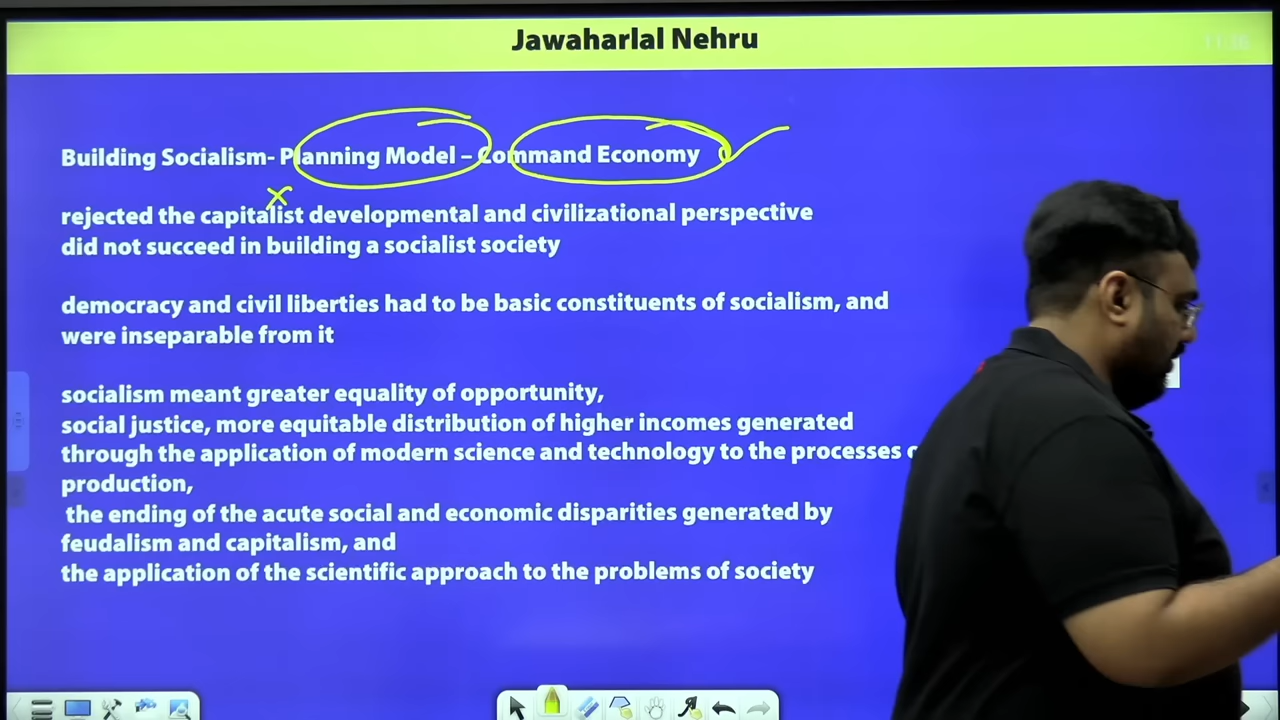 Jawaharlal Nehru
11:16
Building Socialism- Planning Model – Command Economy
rejected the capitalist developmental and civilizational perspective
did not succeed in building a socialist society
democracy and civil liberties had to be basic constituents of socialism, and
were inseparable from it
socialism meant greater equality of opportunity,
social justice, more equitable distribution of higher incomes generated
through the application of modern science and technology to the processes
production,
the ending of the acute social and economic disparities generated by
feudalism and capitalism, and
the application of the scientific approach to the problems of society